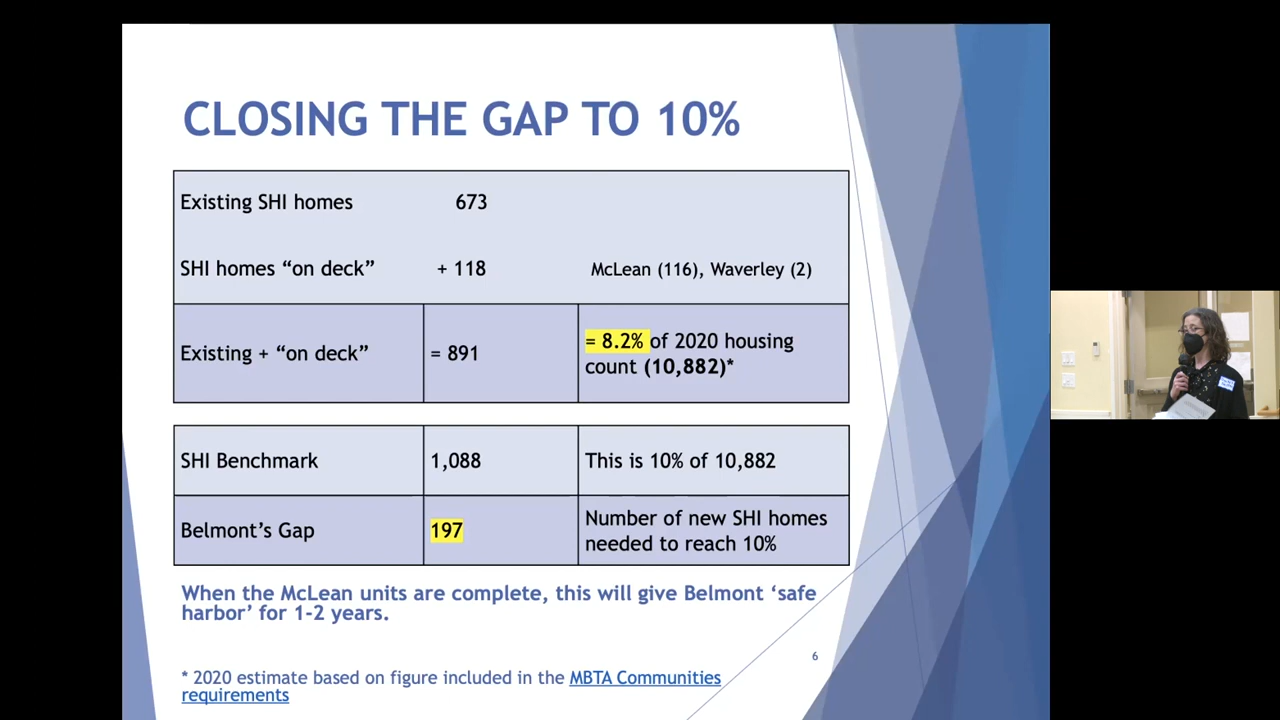 CLOSING THE GAP TO 10%
Existing SHI homes 673
SHI homes “on deck” + 118 McLean (116), Waverley (2)
Existing + “on deck” = 891 = 8.2% of 2020 housing
count (10,882)*
SHI Benchmark 1,088 This is 10% of 10,882
Belmont’s Gap 197 Number of new SHI homes
needed to reach 10%
When the McLean units are complete, this will give Belmont ‘safe
harbor’ for 1-2 years.
6
* 2020 estimate based on figure included in the MBTA Communities
requirements